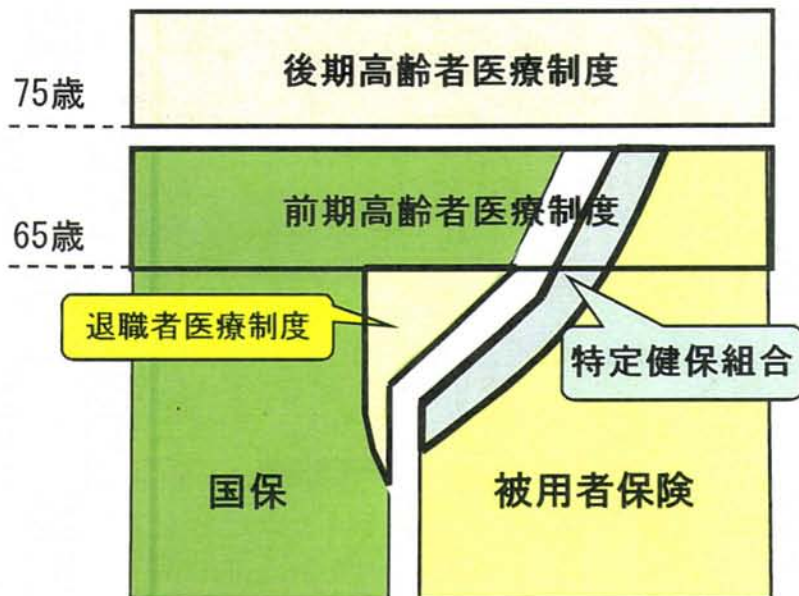 後期高齢者医療制度
75歳
前期高齢者医療制度
65歳
退職者医療制度
特定健保組合
国保
被用者保険